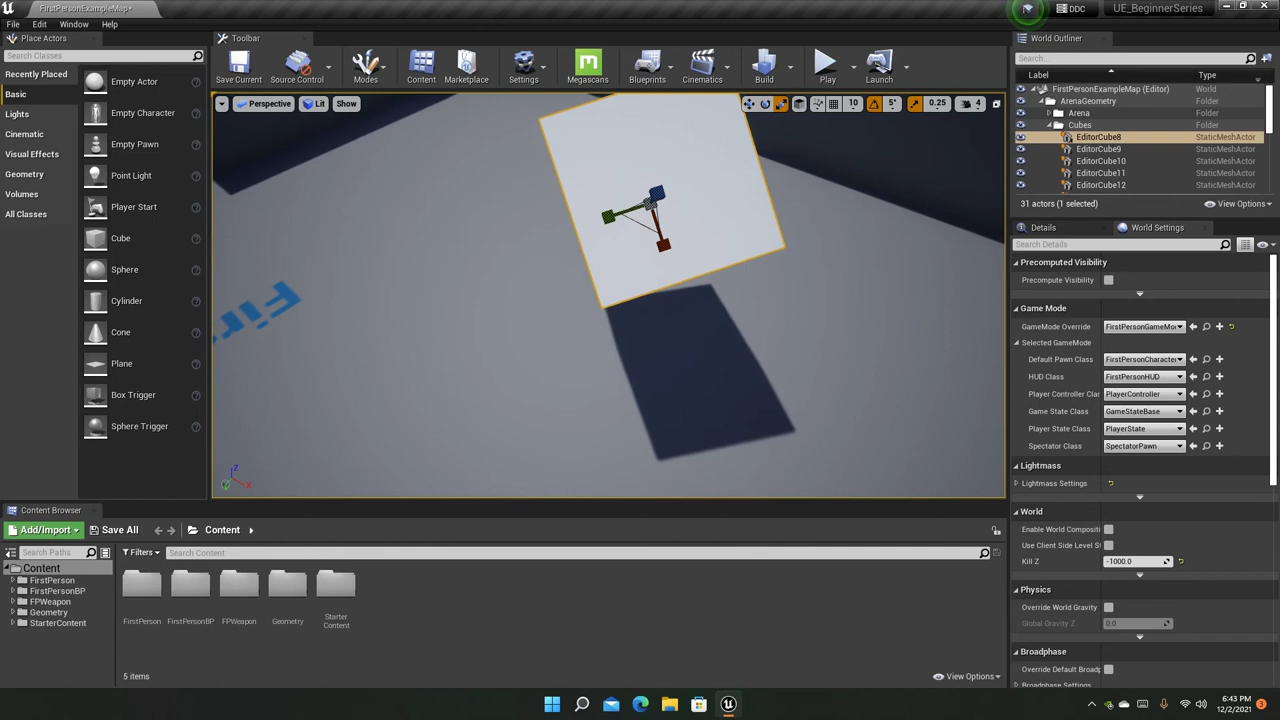 FirstPersonExampleMap*
DDC
UE_BeginnerSeries
File
Edit
Window
Help
Place Actors
Search Classes
Recently Placed
Basic
Lights
Cinematic
Visual Effects
Geometry
Volumes
All Classes
Empty Actor
Empty Character
Empty Pawn
Point Light
Player Start
Cube
Sphere
Cylinder
Cone
Plane
Box Trigger
Sphere Trigger
Toolbar
Save Current
Source Control
Modes
Content
Marketplace
Settings
Megascans
Blueprints
Cinematics
Build
Play
Launch
Perspective
Lit
Show
10
5°
0.25
4
Fir
Z
X
World Outliner
Search...
Label
Type
FirstPersonExampleMap (Editor)
World
ArenaGeometry
Folder
Arena
Folder
Cubes
Folder
EditorCube8
StaticMeshActor
EditorCube9
StaticMeshActor
EditorCube10
StaticMeshActor
EditorCube11
StaticMeshActor
EditorCube12
StaticMeshActor
31 actors (1 selected)
View Options
Details
World Settings
Search Details
Precomputed Visibility
Precompute Visibility
Game Mode
GameMode Override
FirstPersonGameMo
Selected GameMode
Default Pawn Class
FirstPersonCharacter
HUD Class
FirstPersonHUD
Player Controller Clas
PlayerController
Game State Class
GameStateBase
Player State Class
PlayerState
Spectator Class
SpectatorPawn
Lightmass
Lightmass Settings
World
Enable World Compositi
Use Client Side Level St
Kill Z
-1000.0
Physics
Override World Gravity
Global Gravity Z
0.0
Broadphase
Override Default Broadp
Broadphase Settings
Content Browser
Add/Import
Save All
Content
Search Paths
Filters
Search Content
Content
FirstPerson
FirstPersonBP
FPWeapon
Geometry
StarterContent
FirstPerson
FirstPersonBP
FPWeapon
Geometry
Starter
Content
5 items
View Options
6:43 PM
12/2/2021
3